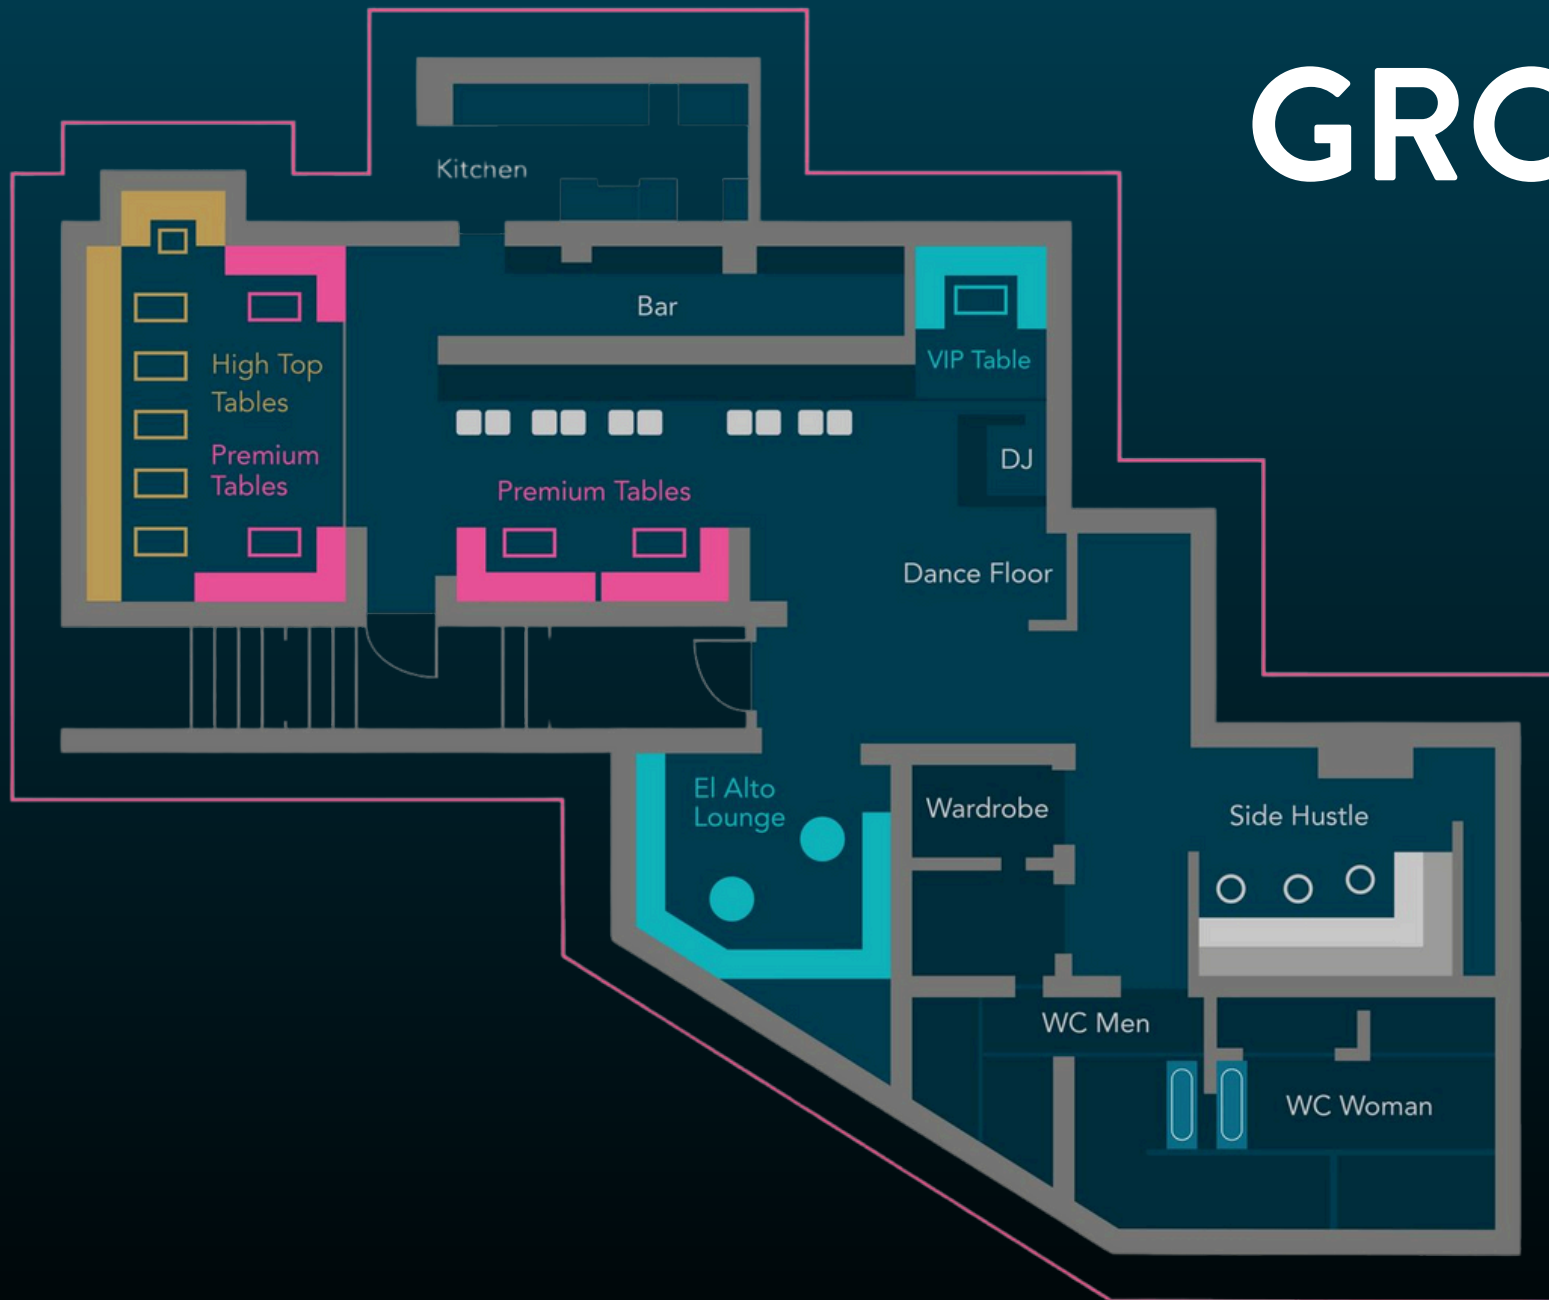 GRO
Kitchen
Bar
High Top
Tables
VIP Table
Premium
Tables
DJ
Premium Tables
Dance Floor
El Alto
Lounge
Wardrobe
Side Hustle
WC Men
WC Woman